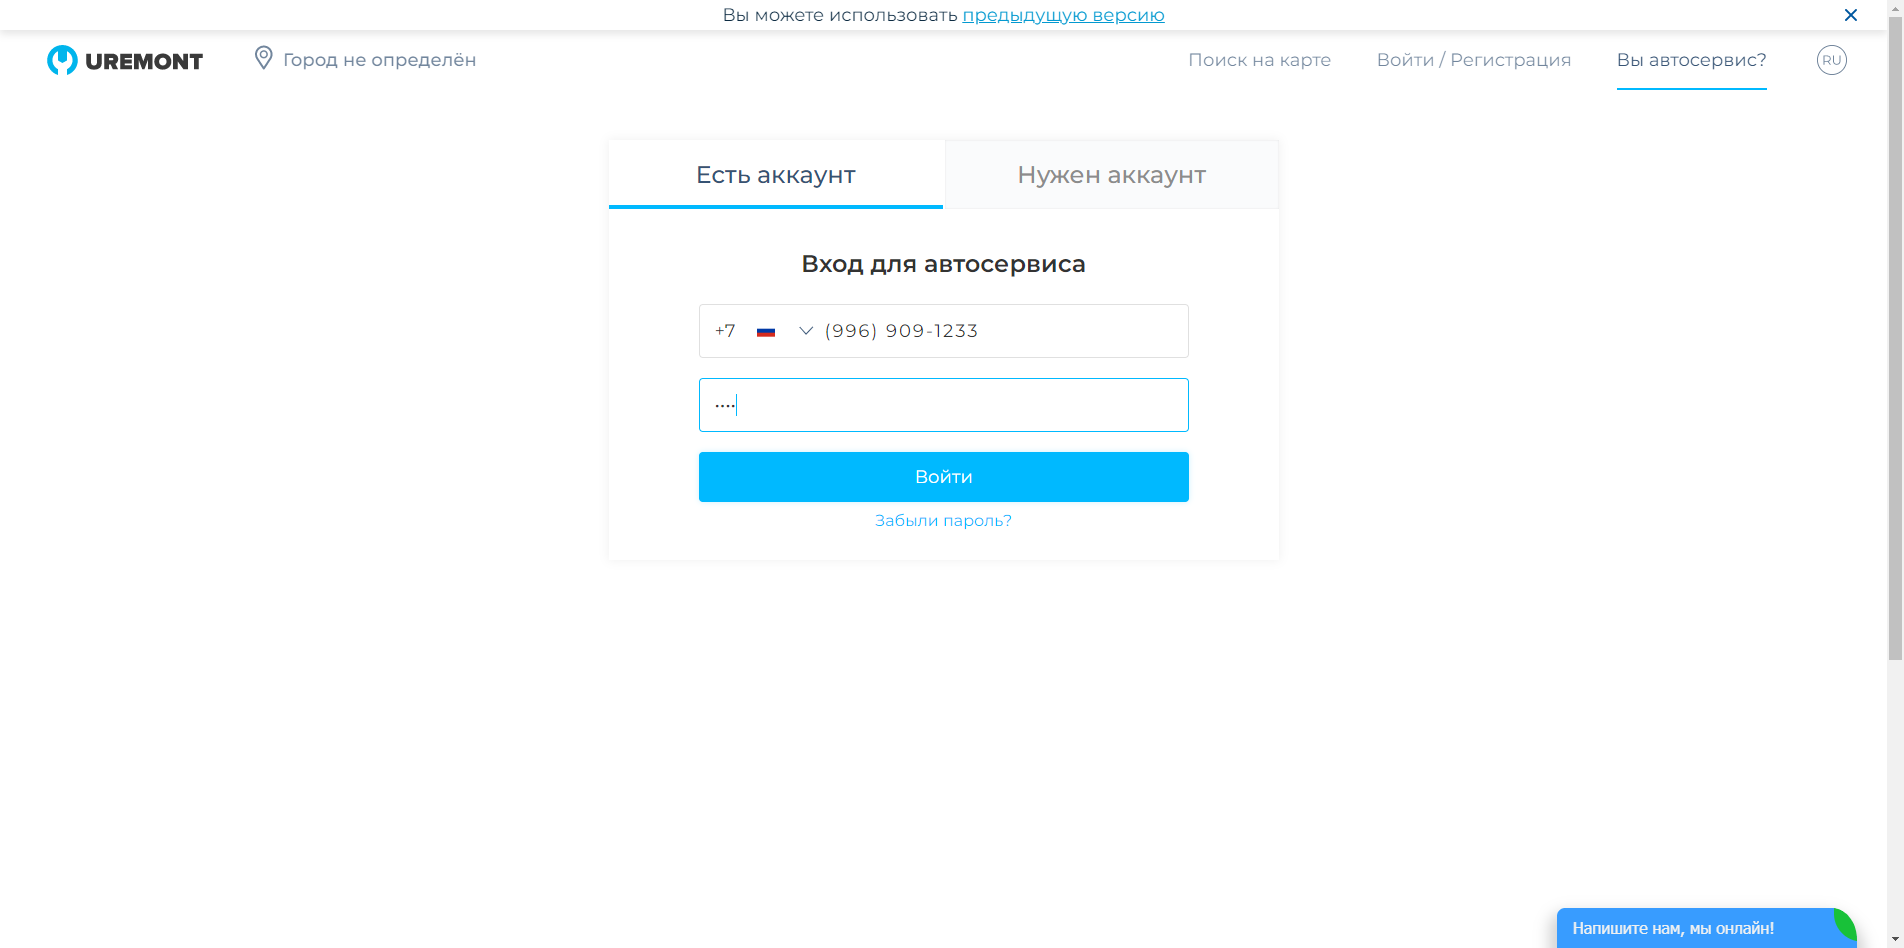 Вы можете использовать предыдущую версию
UREMONT
Город не определён
Поиск на карте
Войти / Регистрация
Вы автосервис?
RU
Есть аккаунт
Нужен аккаунт
Вход для автосервиса
+7 (996) 909-1233
····
Войти
Забыли пароль?
Напишите нам, мы онлайн!